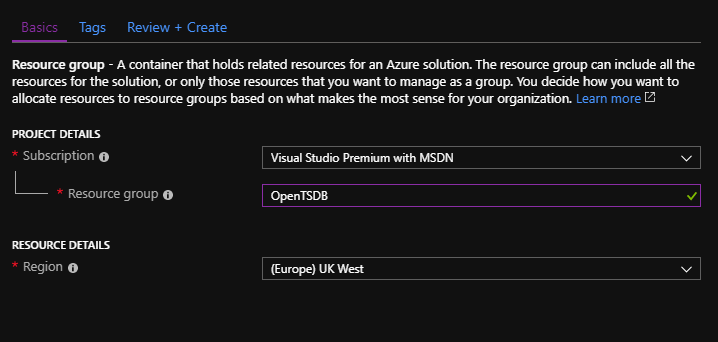 Basics Tags Review + Create
Resource group - A container that holds related resources for an Azure solution. The resource group can include all the
resources for the solution, or only those resources that you want to manage as a group. You decide how you want to
allocate resources to resource groups based on what makes the most sense for your organization. Learn more
PROJECT DETAILS
* Subscription Visual Studio Premium with MSDN
* Resource group OpenTSDB
RESOURCE DETAILS
* Region (Europe) UK West